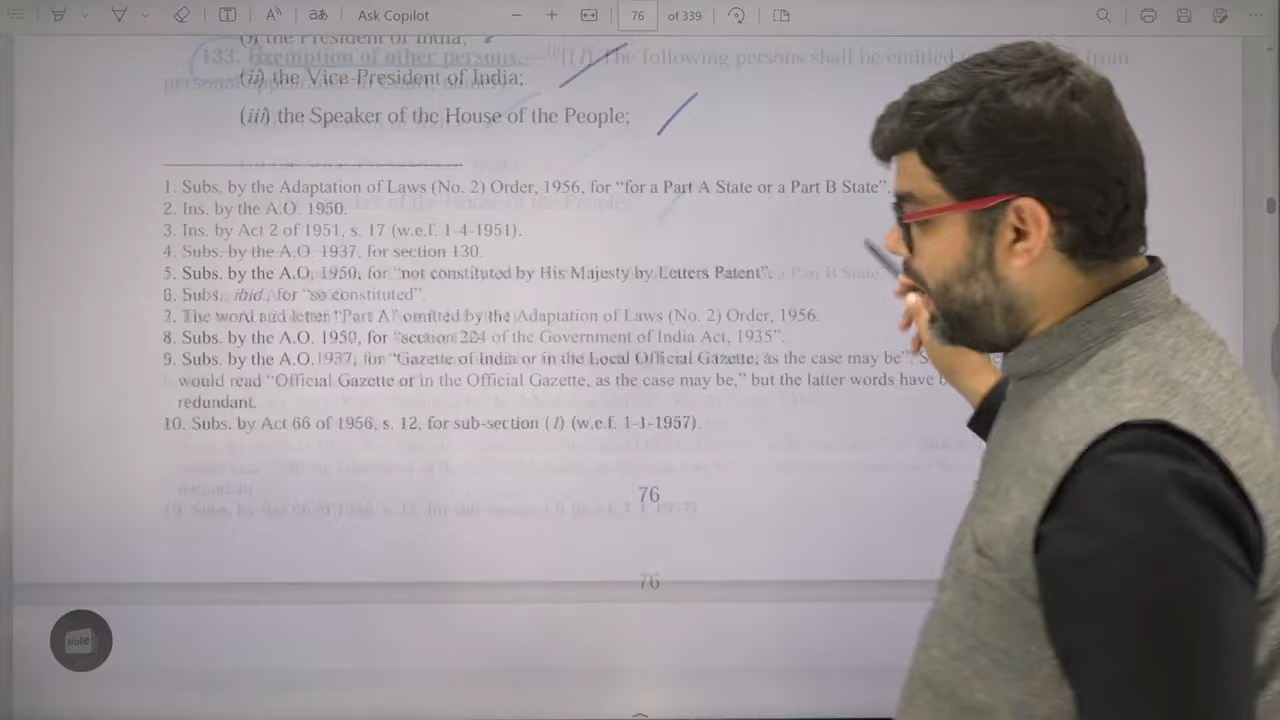 Ask Copilot
76 of 339
133. Exemption of other persons.—10[(1) The following persons shall be entitled from
(i) the President of India;
(ii) the Vice-President of India;
(iii) the Speaker of the House of the People;
1. Subs. by the Adaptation of Laws (No. 2) Order, 1956, for “for a Part A State or a Part B State”.
2. Ins. by the A.O. 1950.
3. Ins. by Act 2 of 1951, s. 17 (w.e.f. 1-4-1951).
4. Subs. by the A.O. 1937, for section 130.
5. Subs. by the A.O. 1950, for “not constituted by His Majesty by Letters Patent”.
6. Subs., ibid., for “so constituted”.
7. The word and letter “Part A” omitted by the Adaptation of Laws (No. 2) Order, 1956.
8. Subs. by the A.O. 1950, for “section 224 of the Government of India Act, 1935”.
9. Subs. by the A.O. 1937, for “Gazette of India or in the Local Official Gazette, as the case may be”.
would read “Official Gazette or in the Official Gazette, as the case may be,” but the latter words have
redundant.
10. Subs. by Act 66 of 1956, s. 12, for sub-section (1) (w.e.f. 1-1-1957).
76
76
Note